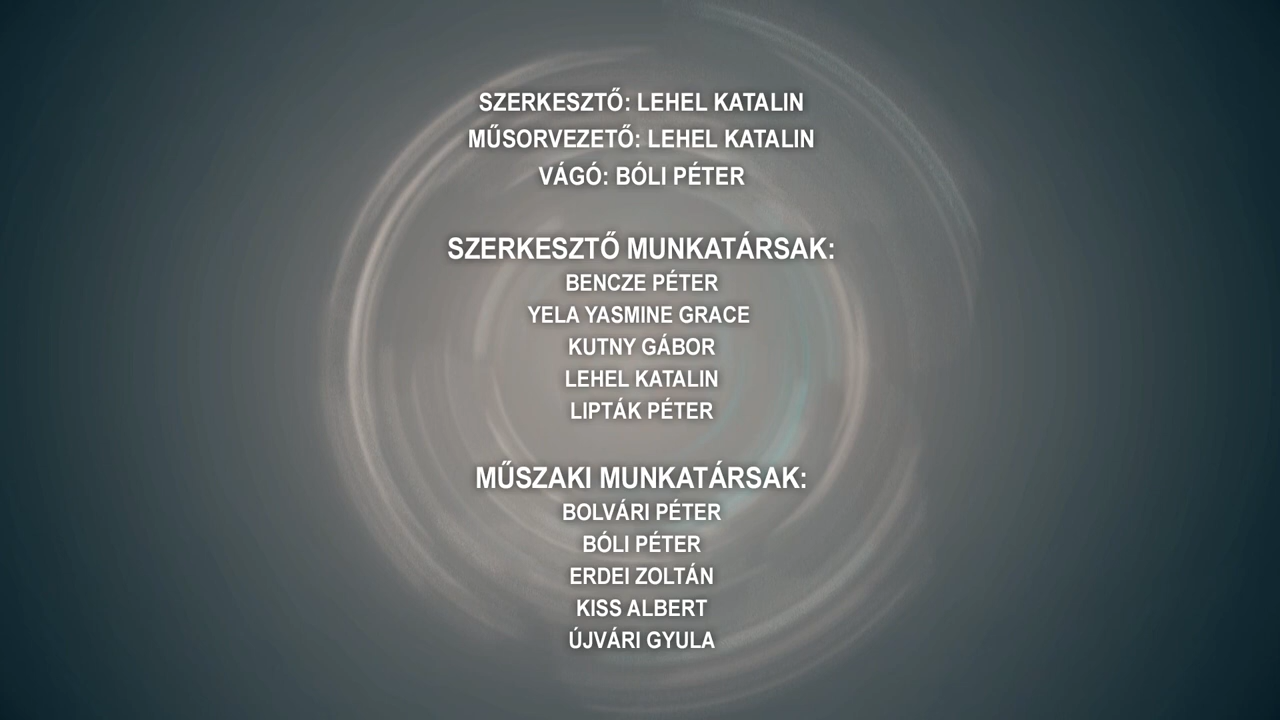 SZERKESZTŐ: LEHEL KATALIN
MŰSORVEZETŐ: LEHEL KATALIN
VÁGÓ: BÓLI PÉTER
SZERKESZTŐ MUNKATÁRSAK:
BENCZE PÉTER
YELA YASMINE GRACE
KUTNY GÁBOR
LEHEL KATALIN
LIPTÁK PÉTER
MŰSZAKI MUNKATÁRSAK:
BOLVÁRI PÉTER
BÓLI PÉTER
ERDEI ZOLTÁN
KISS ALBERT
ÚJVÁRI GYULA